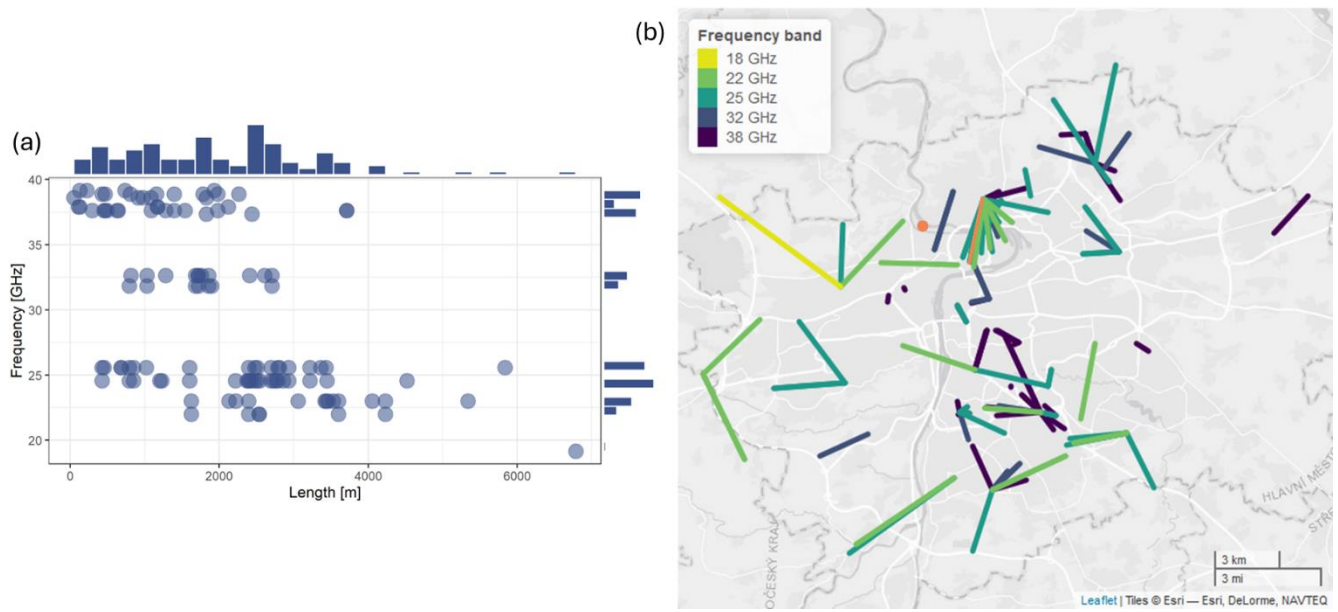 (a)
40
35
30
25
20
Frequency [GHz]
0
2000
4000
6000
Length [m]
(b)
Frequency band
18 GHz
22 GHz
25 GHz
32 GHz
38 GHz
HLAVNÍ MĚSTO
STŘE
OČESKÝ KRAJ
3 km
3 mi
Leaflet | Tiles © Esri — Esri, DeLorme, NAVTEQ